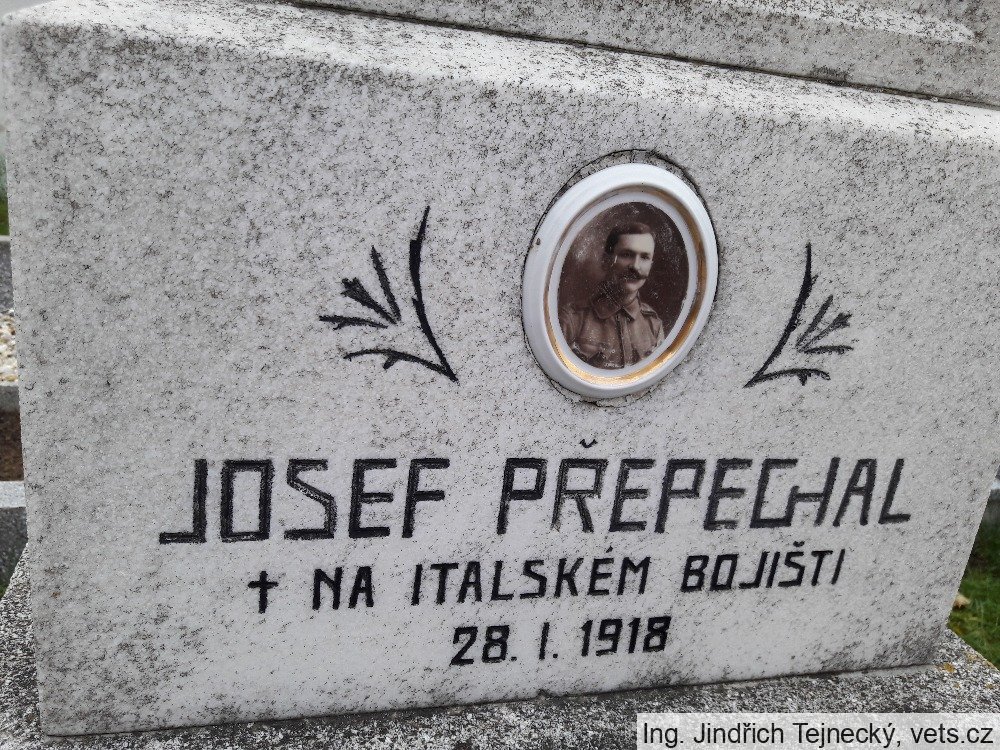 JOSEF PŘEPECHAL
✝ NA ITALSKÉM BOJIŠTI
28. I. 1918
Ing. Jindřich Tejnecký, vets.cz